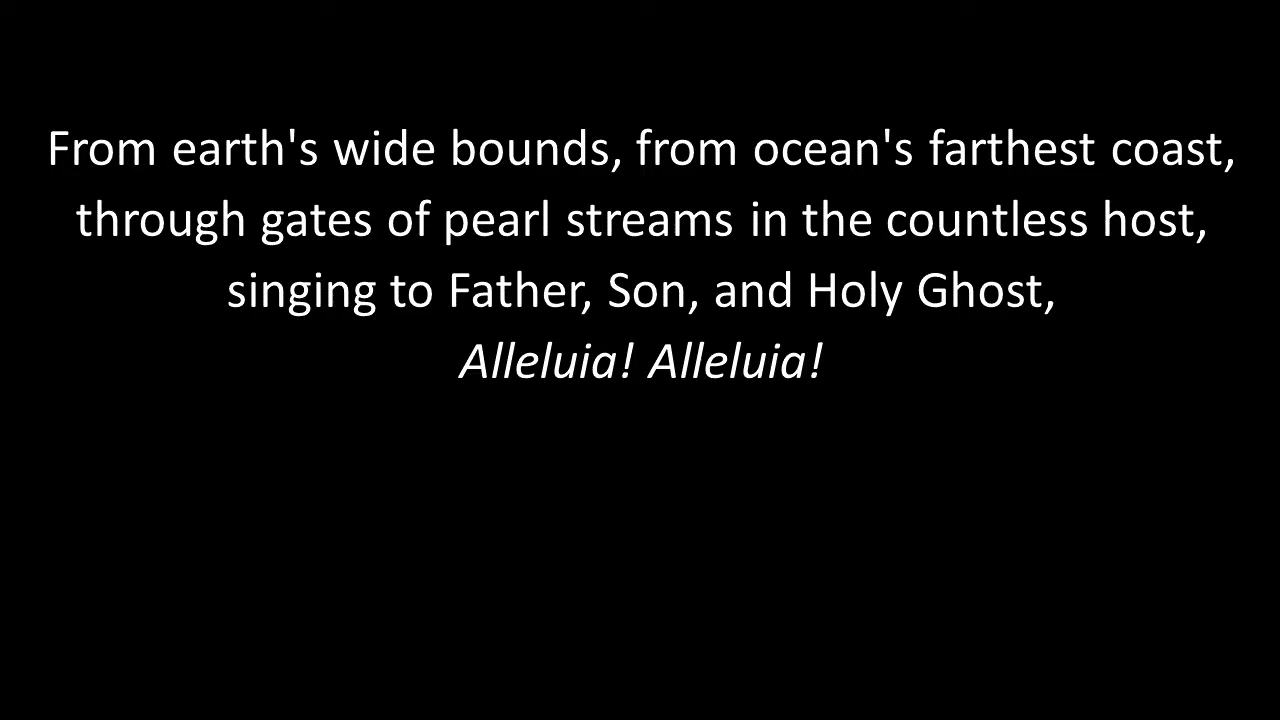 From earth's wide bounds, from ocean's farthest coast,
through gates of pearl streams in the countless host,
singing to Father, Son, and Holy Ghost,
Alleluia! Alleluia!